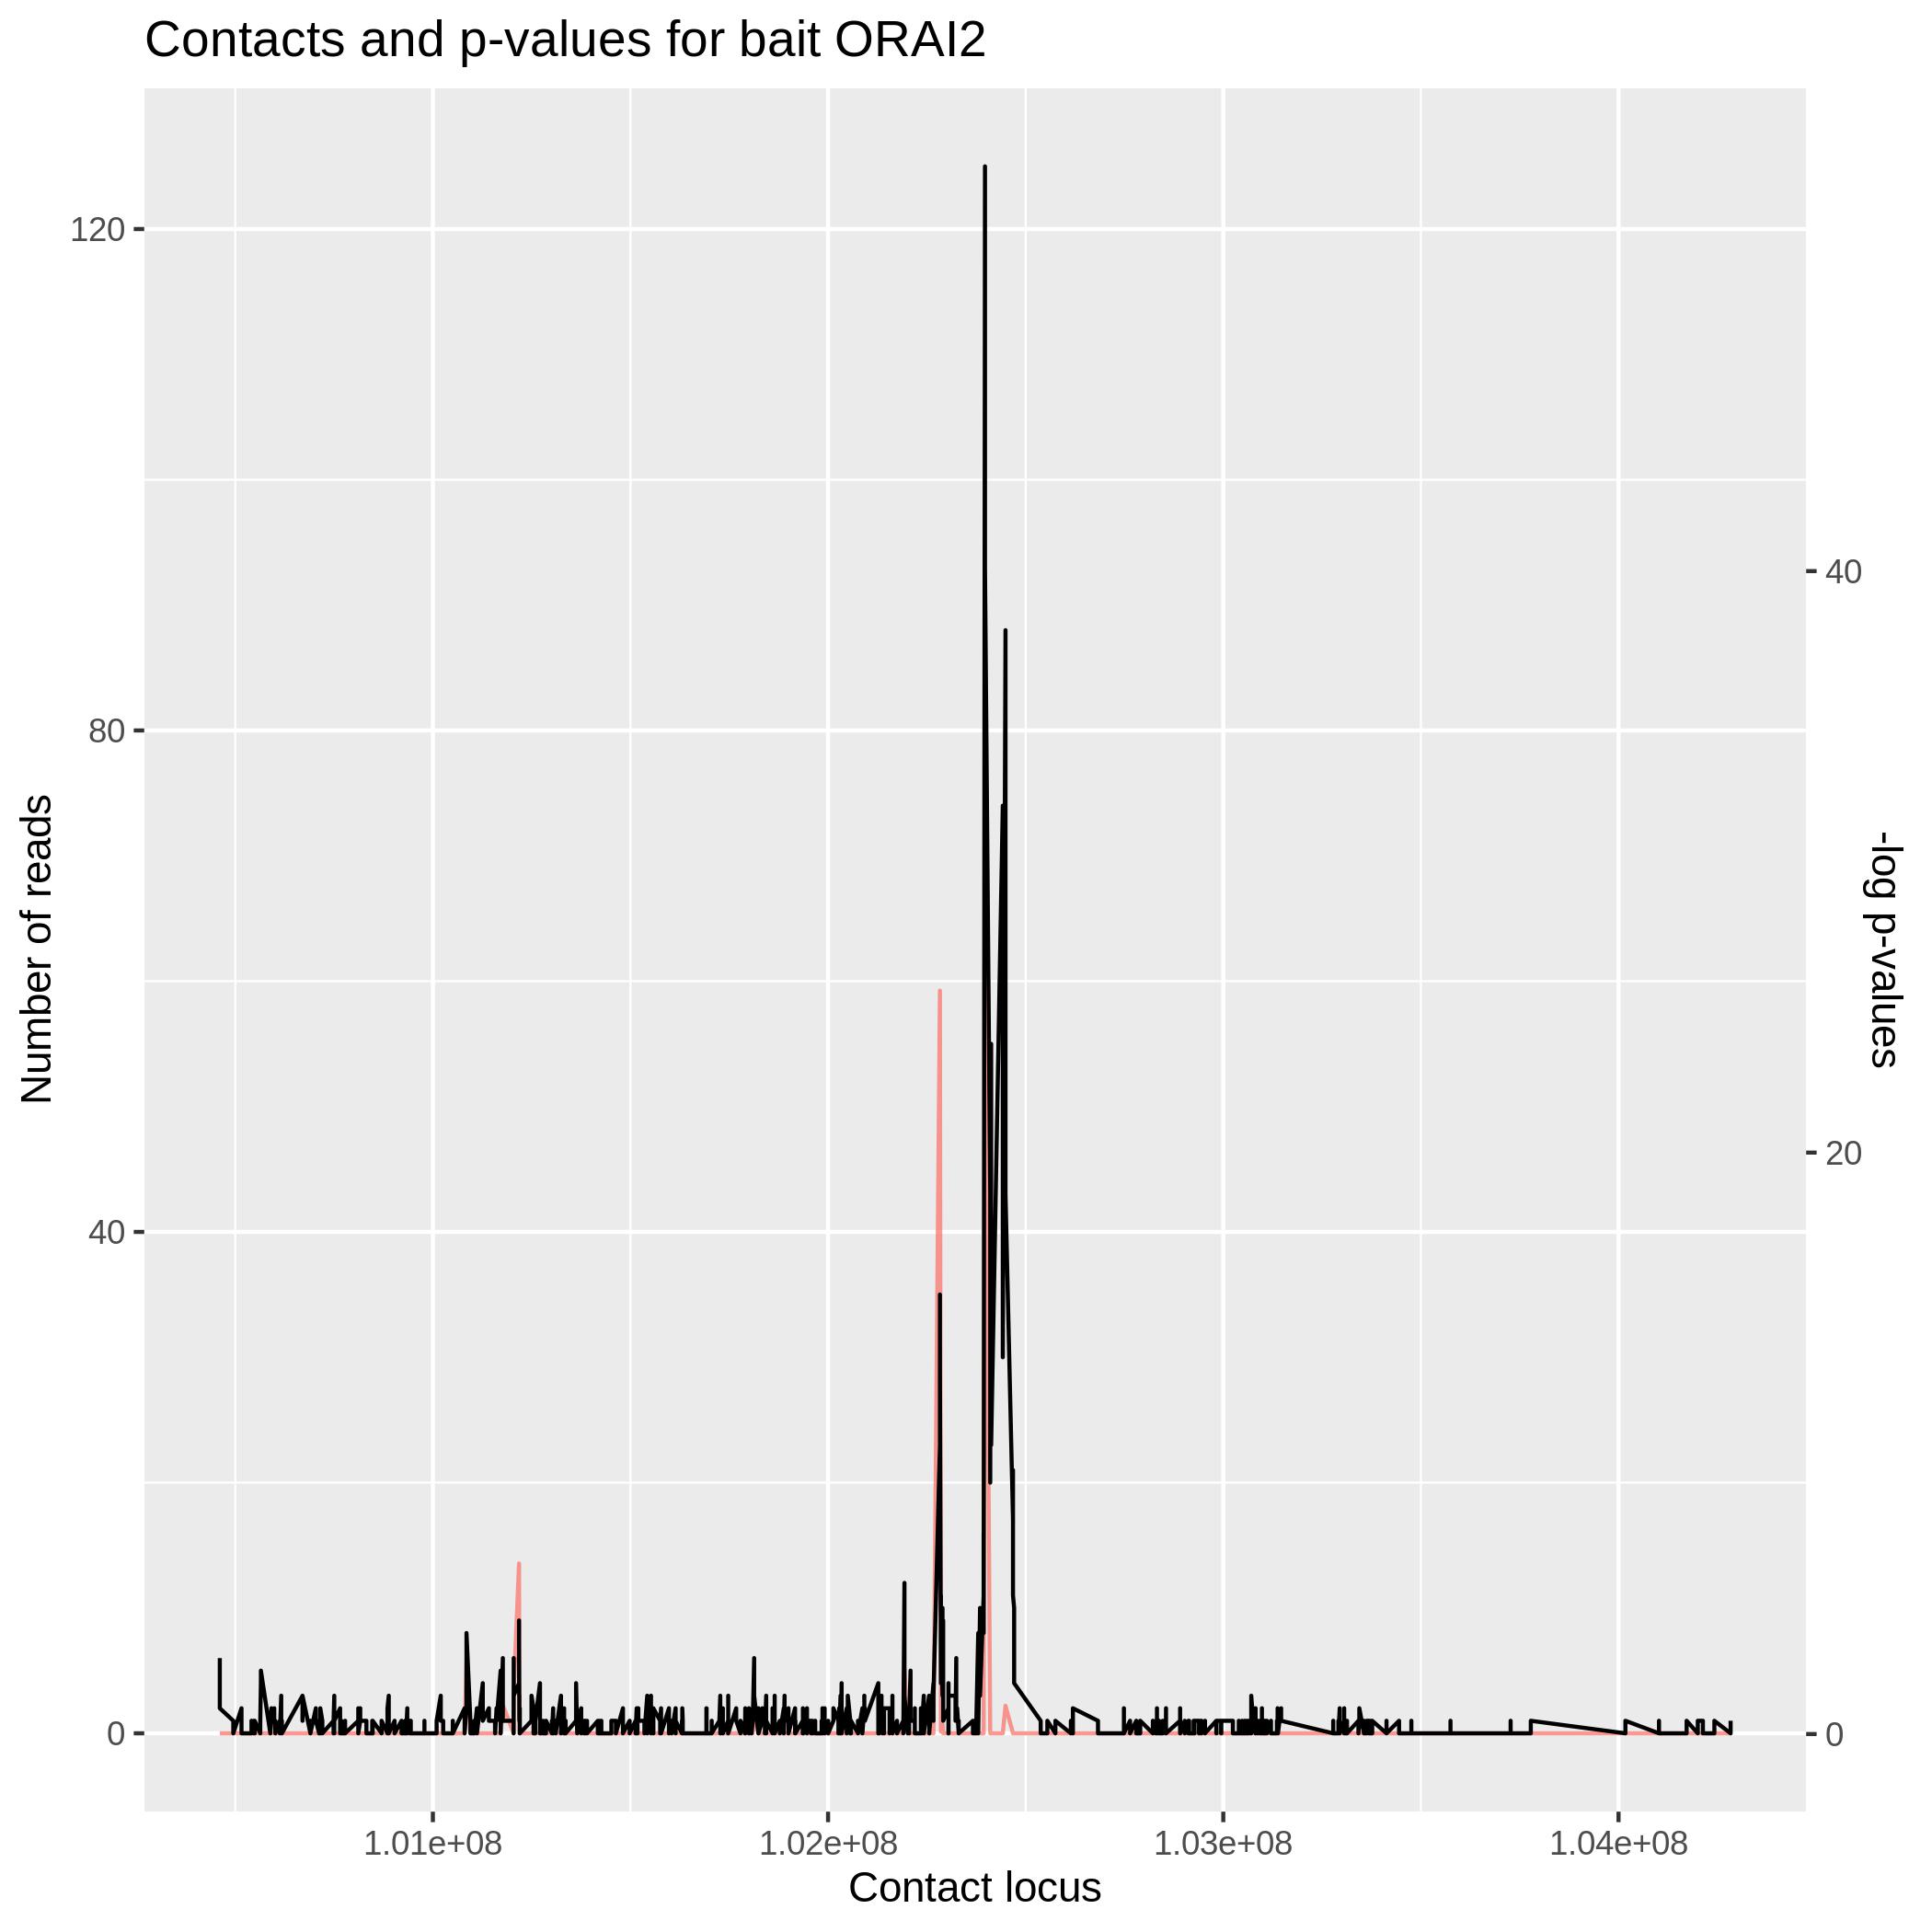 Contacts and p-values for bait ORAI2
120
80
40
0
Number of reads
40
20
0
-log p-values
1.01e+08 1.02e+08 1.03e+08 1.04e+08
Contact locus